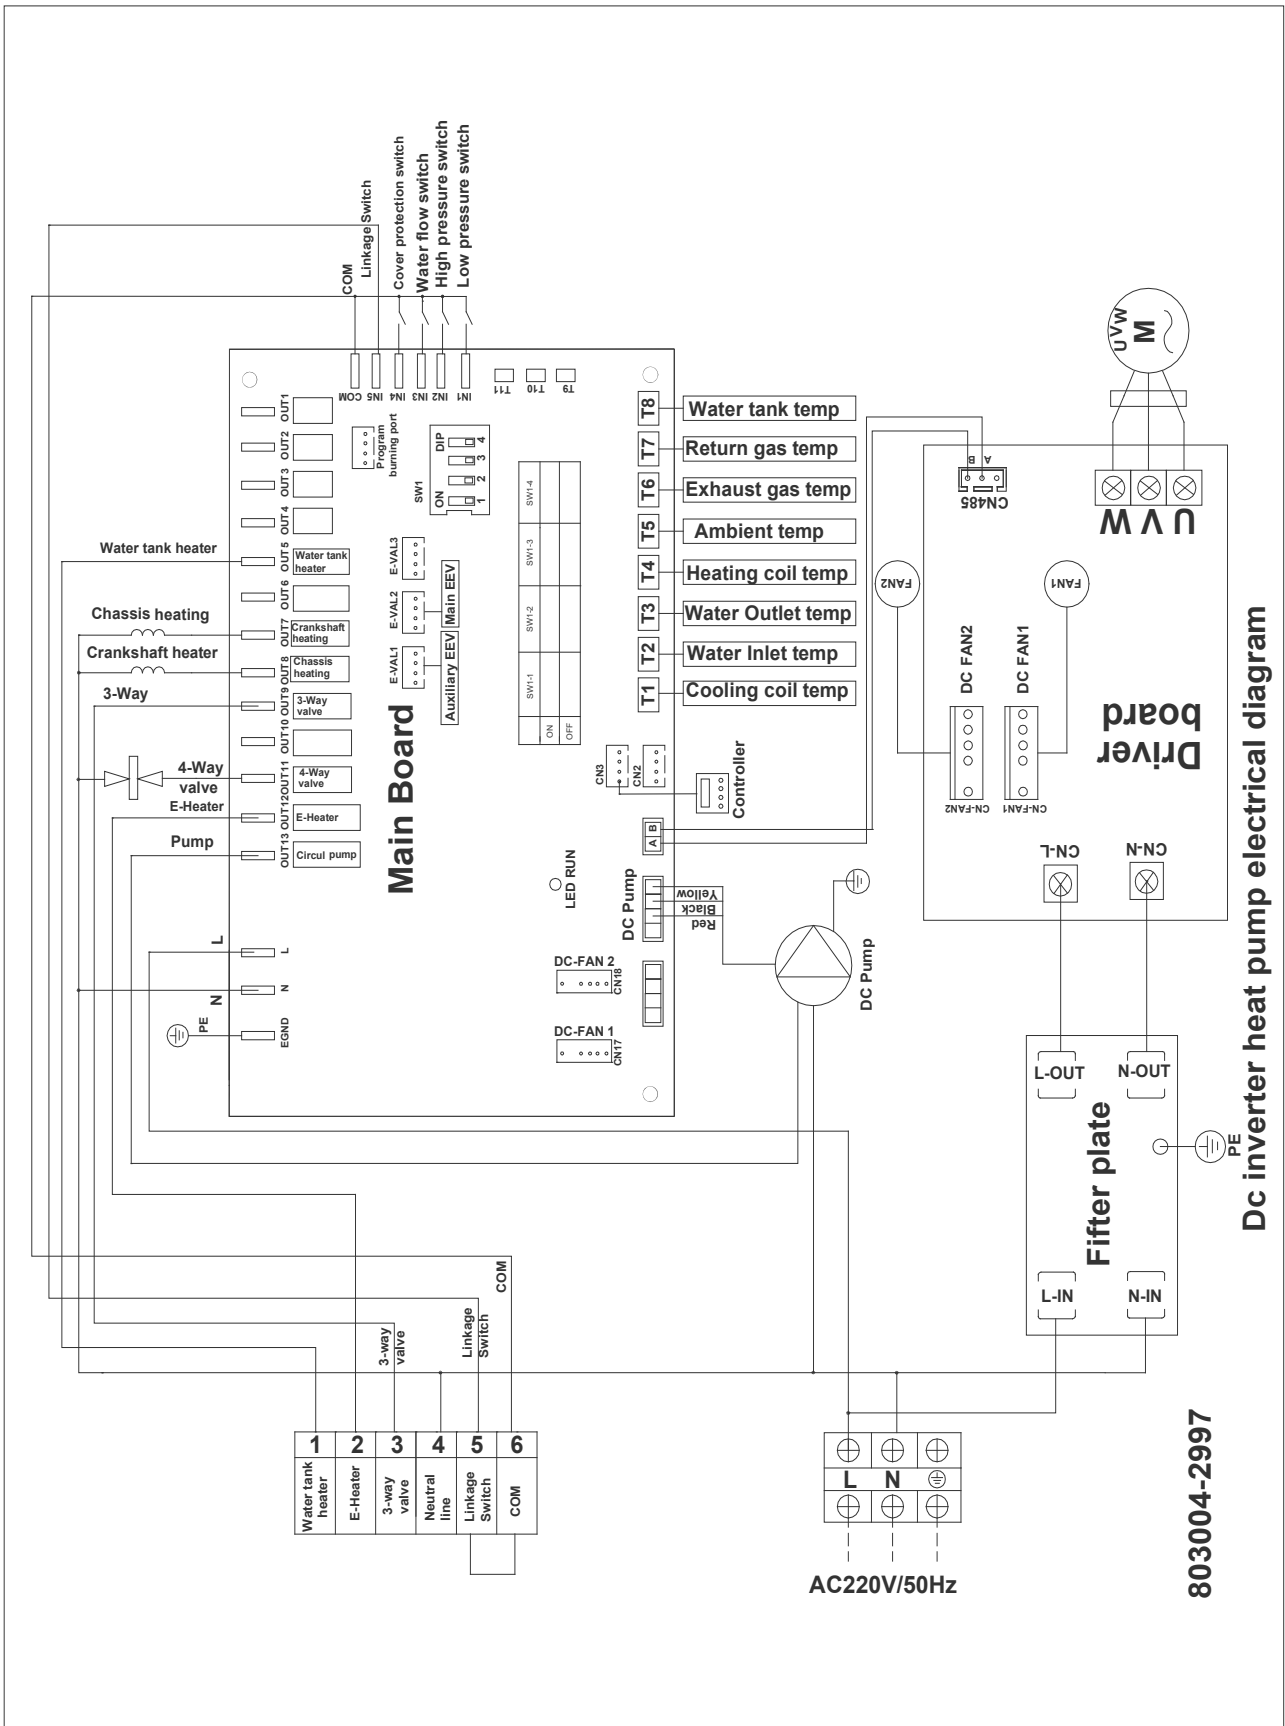 COM
Linkage Switch
Cover protection switch
Water flow switch
High pressure switch
Low pressure switch
COM
IN5
IN4
IN3
IN2
IN1
T11
T10
T9
OUT1
OUT2
OUT3
OUT4
OUT5
OUT6
OUT7
OUT8
OUT9
OUT10
OUT11
OUT12
OUT13
Water tank heater
Chassis heating
Crankshaft heater
3-Way
4-Way
valve
E-Heater
Pump
L
N
PE
Water tank
heater
Crankshaft
heating
Chassis
heating
3-Way
valve
4-Way
valve
E-Heater
Circul pump
L
N
EGND
Program
burning port
SW1
ON
DIP
1
2
3
4
E-VAL3
E-VAL2
E-VAL1
Main EEV
Auxiliary EEV
SW1-4
SW1-3
SW1-2
SW1-1
ON
OFF
Main Board
LED RUN
DC-FAN 2
CN18
DC-FAN 1
CN17
T8 Water tank temp
T7 Return gas temp
T6 Exhaust gas temp
T5 Ambient temp
T4 Heating coil temp
T3 Water Outlet temp
T2 Water Inlet temp
T1 Cooling coil temp
CN3
CN2
Controller
A B
DC Pump
Yellow
Black
Red
DC Pump
U V W
M
B
A
CN485
W V U
FAN2
FAN1
DC FAN2
DC FAN1
CN-FAN2
CN-FAN1
Driver
board
CN-L
CN-N
L-OUT
N-OUT
Fifter plate
PE
L-IN
N-IN
Dc inverter heat pump electrical diagram
COM
Linkage
Switch
3-way
valve
1 2 3 4 5 6
Water tank
heater
E-Heater
3-way
valve
Neutral
line
Linkage
Switch
COM
L N
AC220V/50Hz
803004-2997